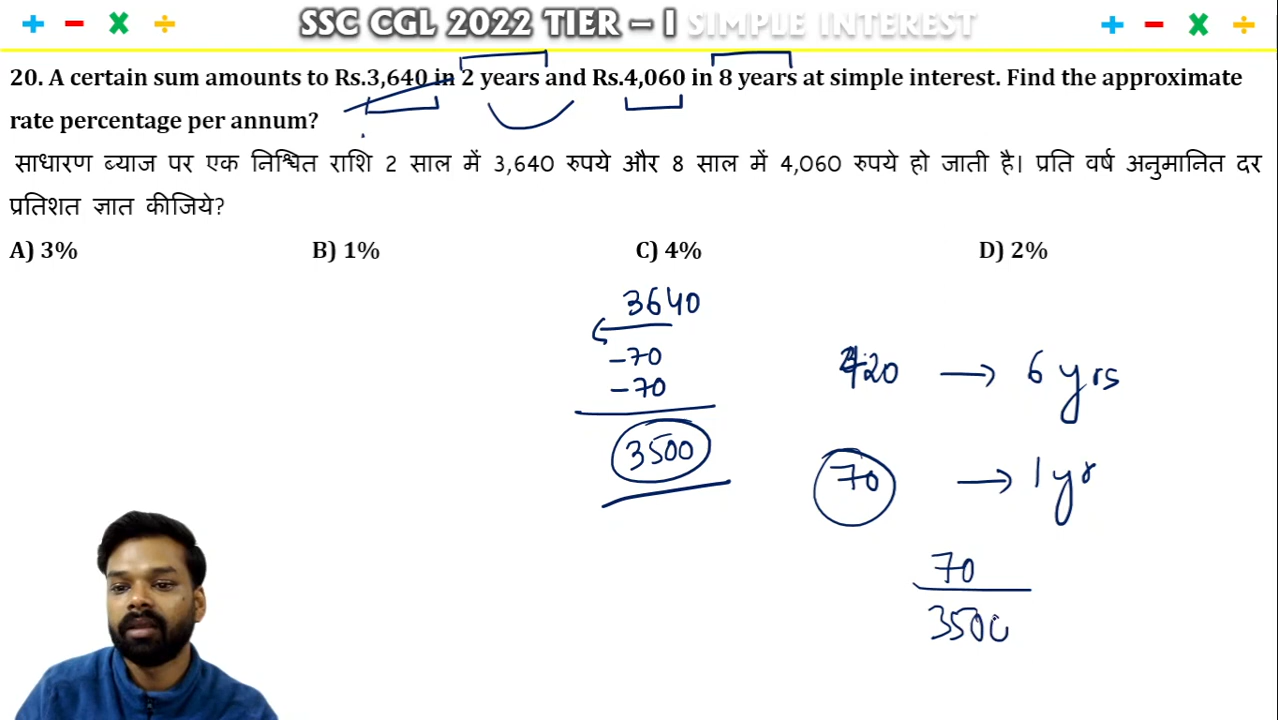 + - × ÷ SSC CGL 2022 TIER – I SIMPLE INTEREST + - × ÷
20. A certain sum amounts to Rs.3,640 in 2 years and Rs.4,060 in 8 years at simple interest. Find the approximate
rate percentage per annum?
साधारण ब्याज पर एक निश्चित राशि 2 साल में 3,640 रुपये और 8 साल में 4,060 रुपये हो जाती है। प्रति वर्ष अनुमानित दर
प्रतिशत ज्ञात कीजिये?
A) 3% B) 1% C) 4% D) 2%
3640
-70
-70
3500
420 → 6 yrs
70 → 1 yr
70
3500